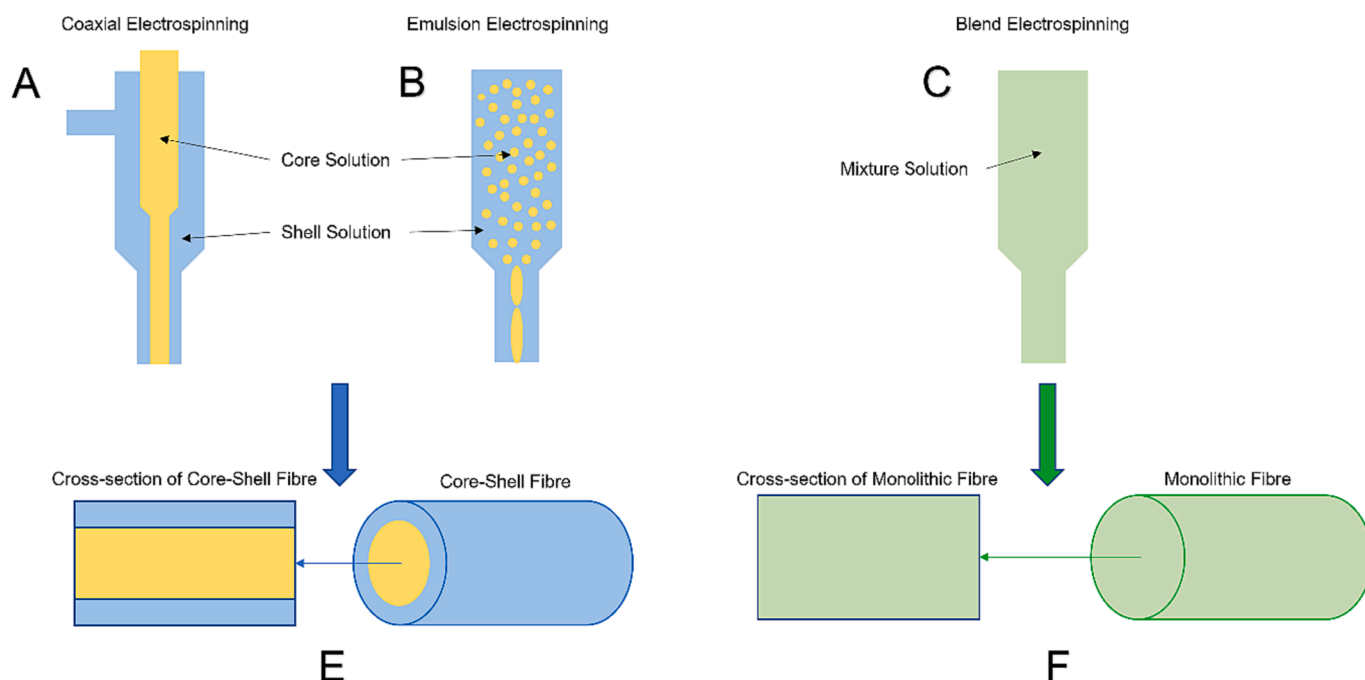 Coaxial Electrospinning
Emulsion Electrospinning
Blend Electrospinning
A
B
C
Core Solution
Mixture Solution
Shell Solution
Cross-section of Core-Shell Fibre
Core-Shell Fibre
Cross-section of Monolithic Fibre
Monolithic Fibre
E
F